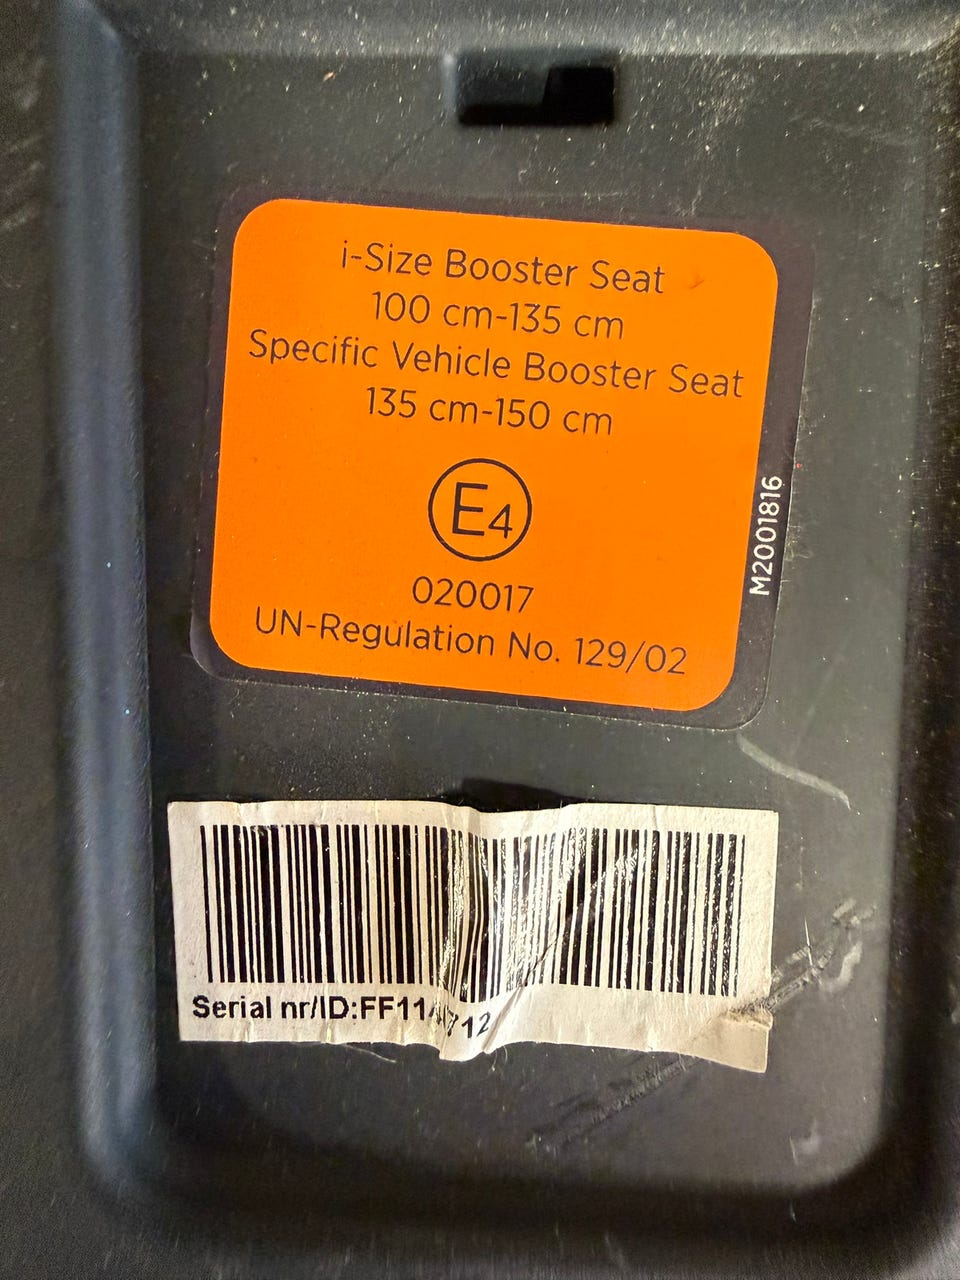 i-Size Booster Seat
100 cm-135 cm
Specific Vehicle Booster Seat
135 cm-150 cm
E4
020017
UN-Regulation No. 129/02
M2001816
Serial nr/ID: